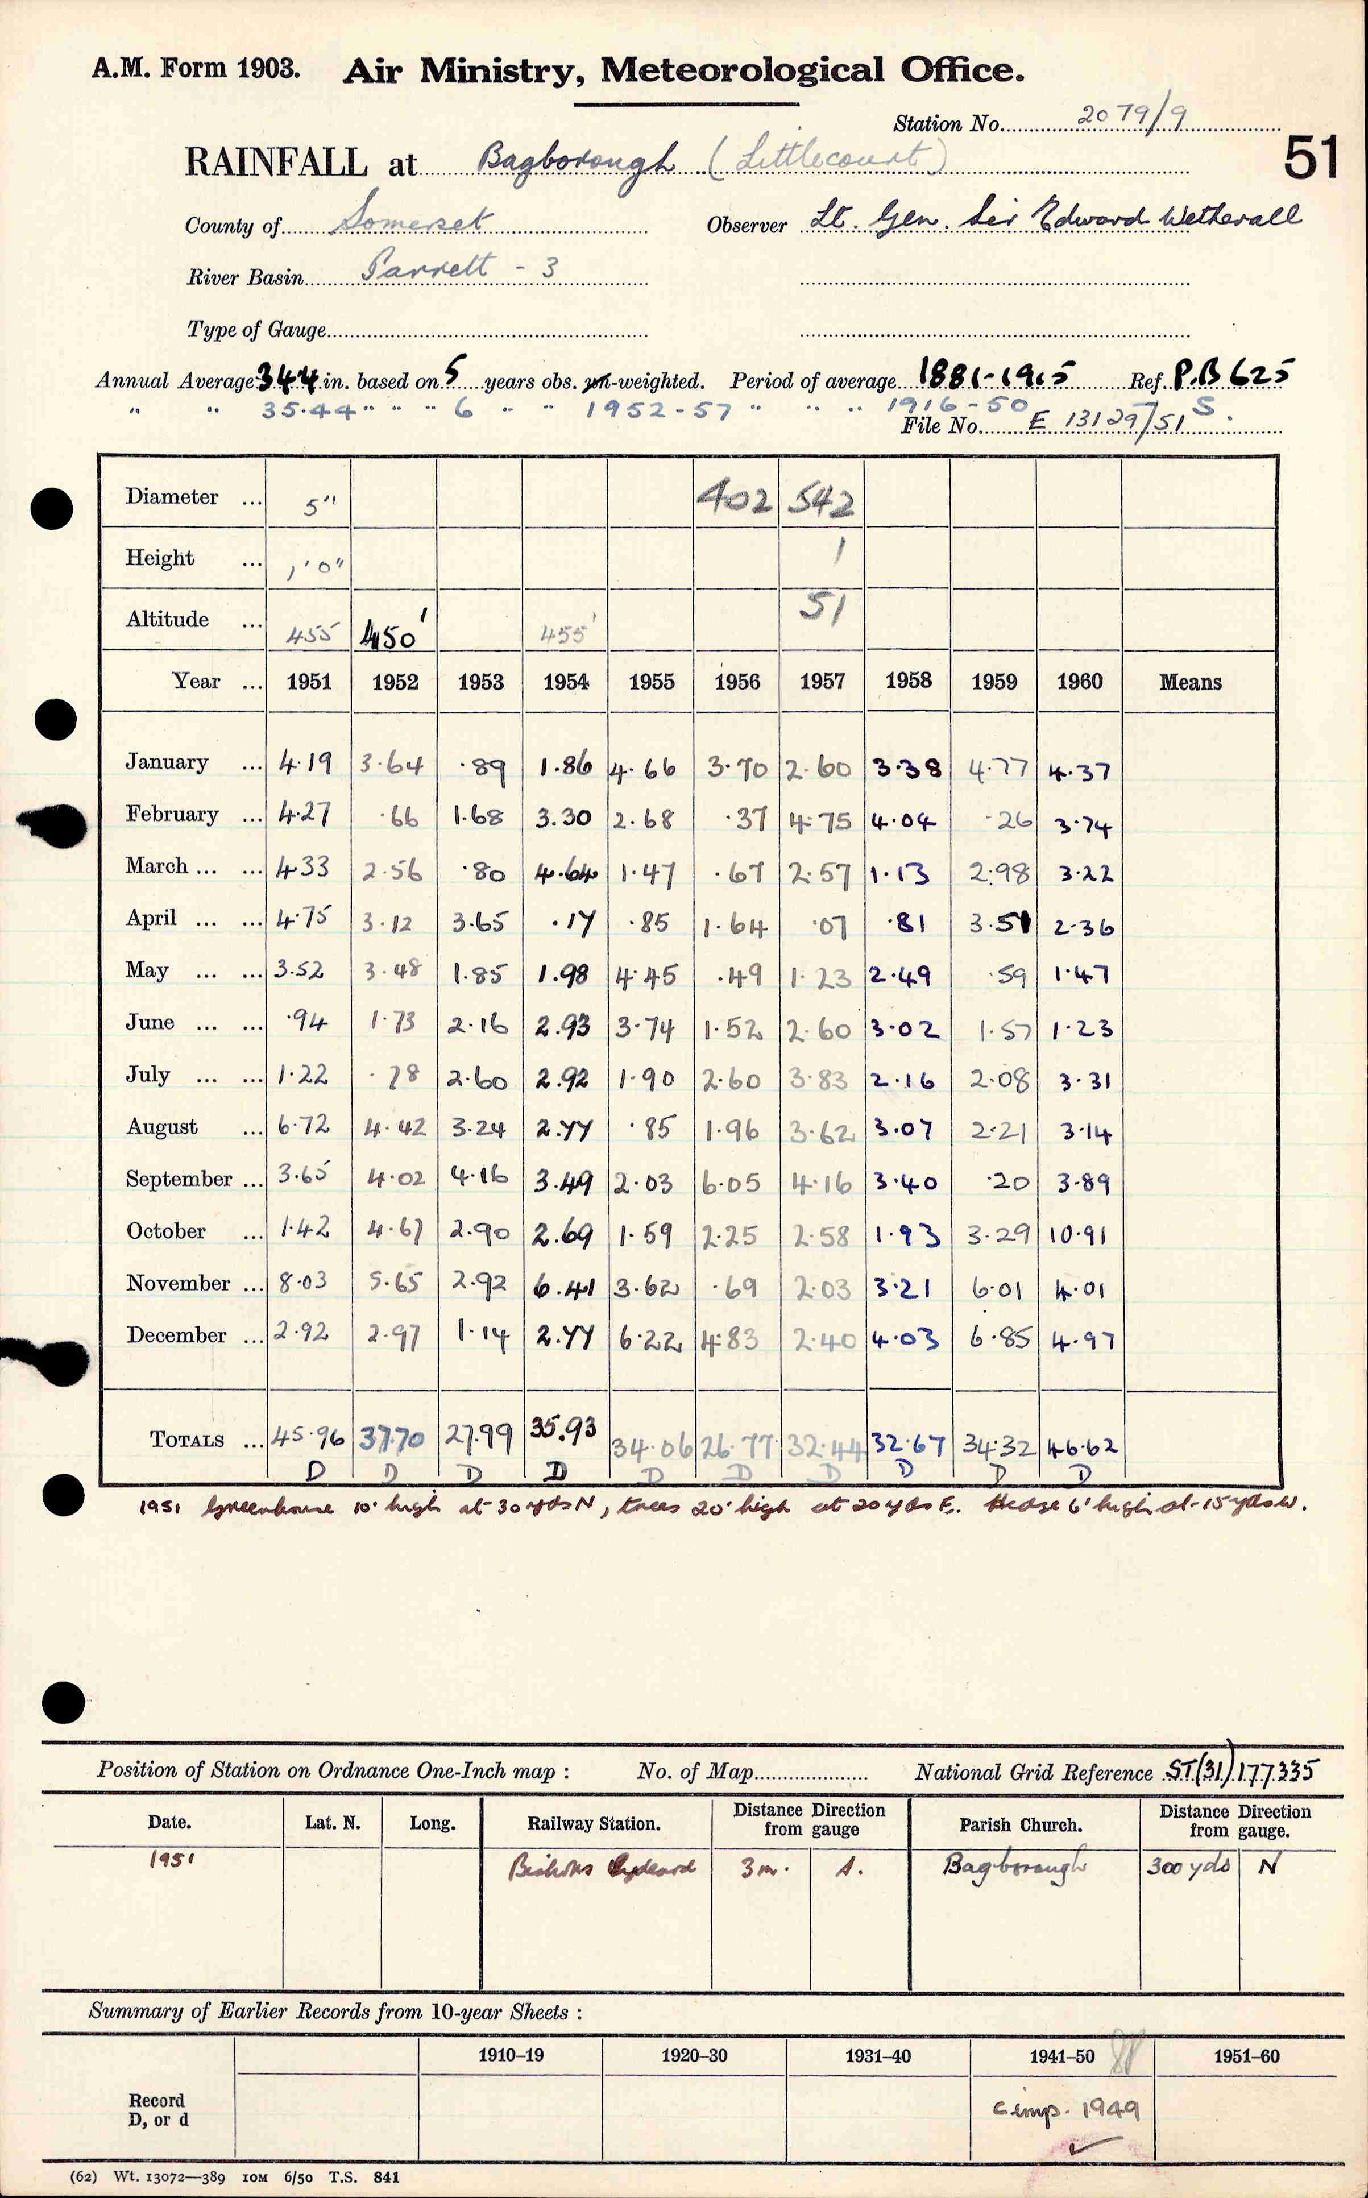 A.M. Form 1903. Air Ministry, Meteorological Office.
Station No. 2079/9
51
RAINFALL at Bagborough (Littlecourt)
County of Somerset Observer Lt. Gen. Sir Edward Wetherall
River Basin Parrett - 3
Type of Gauge
Annual Average 34.4 in. based on 5 years obs. un-weighted. Period of average 1881-1915 Ref. P.B 625
" " 35.44 " " " 6 " " 1952-57 " " " 1916-50 S.
File No. E 13129/51
Diameter ... 5" 402 542
Height ... 1'0" 1
Altitude ... 455 450' 455' 51
Year ... 1951 1952 1953 1954 1955 1956 1957 1958 1959 1960 Means
January ... 4.19 3.64 .89 1.86 4.66 3.70 2.60 3.38 4.77 4.37
February ... 4.27 .66 1.68 3.30 2.68 .37 4.75 4.04 .26 3.74
March ... ... 4.33 2.56 .80 4.64 1.47 .67 2.57 1.13 2.98 3.22
April ... ... 4.75 3.12 3.65 .17 .85 1.64 .07 .81 3.51 2.36
May ... ... 3.52 3.48 1.85 1.98 4.45 .49 1.23 2.49 .59 1.47
June ... ... .94 1.73 2.16 2.93 3.74 1.52 2.60 3.02 1.57 1.23
July ... ... 1.22 .78 2.60 2.92 1.90 2.60 3.83 2.16 2.08 3.31
August ... 6.72 4.42 3.24 2.77 .85 1.96 3.62 3.07 2.21 3.14
September ... 3.65 4.02 4.16 3.49 2.03 6.05 4.16 3.40 .20 3.89
October ... 1.42 4.67 2.90 2.69 1.59 2.25 2.58 1.93 3.29 10.91
November ... 8.03 5.65 2.92 6.41 3.62 .69 2.03 3.21 6.01 4.01
December ... 2.92 2.97 1.14 2.77 6.22 4.83 2.40 4.03 6.85 4.97
TOTALS ... 45.96 37.70 27.99 35.93 34.06 26.77 32.44 32.67 34.32 46.62
D D D D D D D D D D
1951 Greenhouse 10' high at 30 yds N, trees 20' high at 20 yds E. Hedge 6' high at 15 yds W.
Position of Station on Ordnance One-Inch map : No. of Map National Grid Reference ST(31)177335
Date. Lat. N. Long. Railway Station. Distance Direction from gauge Parish Church. Distance Direction from gauge.
1951 Bishops Lydeard 3m. S. Bagborough 300 yds N
Summary of Earlier Records from 10-year Sheets :
1910–19 1920–30 1931–40 1941–50 1951–60
Record
D, or d
c imp. 1949
(62) Wt. 13072—389 10M 6/50 T.S. 841